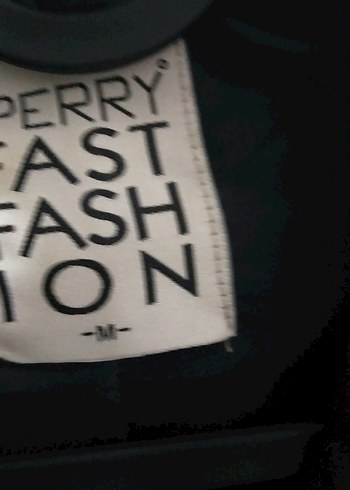 PERRY°
FAST
FASH
ION
-M-